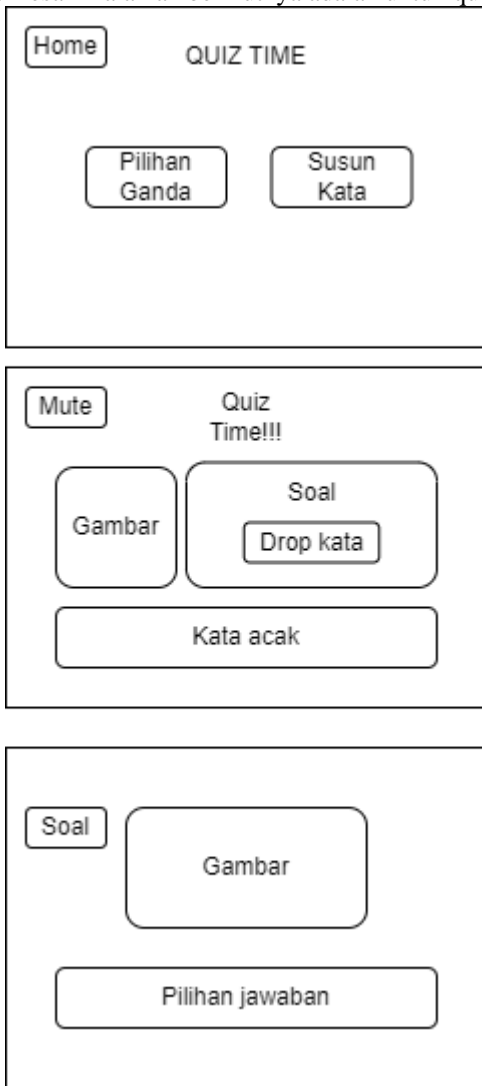 Home
QUIZ TIME
Pilihan
Ganda
Susun
Kata
Mute
Quiz
Time!!!
Gambar
Soal
Drop kata
Kata acak
Soal
Gambar
Pilihan jawaban